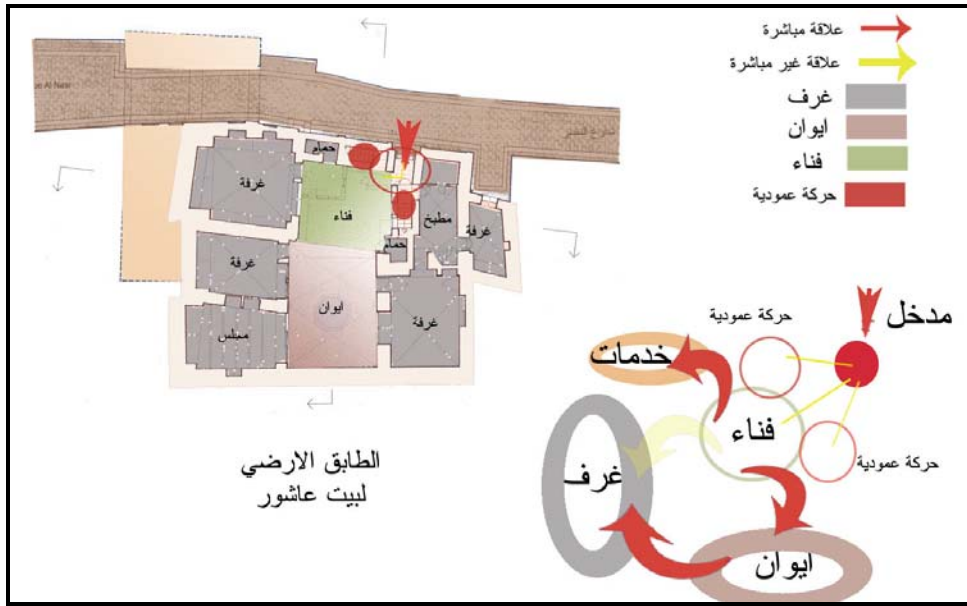 علاقة مباشرة
علاقة غير مباشرة
غرف
ايوان
فناء
حركة عمودية
حمام
غرفة
فناء
مطبخ
غرفة
حمام
غرفة
ايوان
غرفة
مجلس
الطابق الارضي
لبيت عاشور
مدخل
حركة عمودية
خدمات
فناء
غرف
حركة عمودية
ايوان